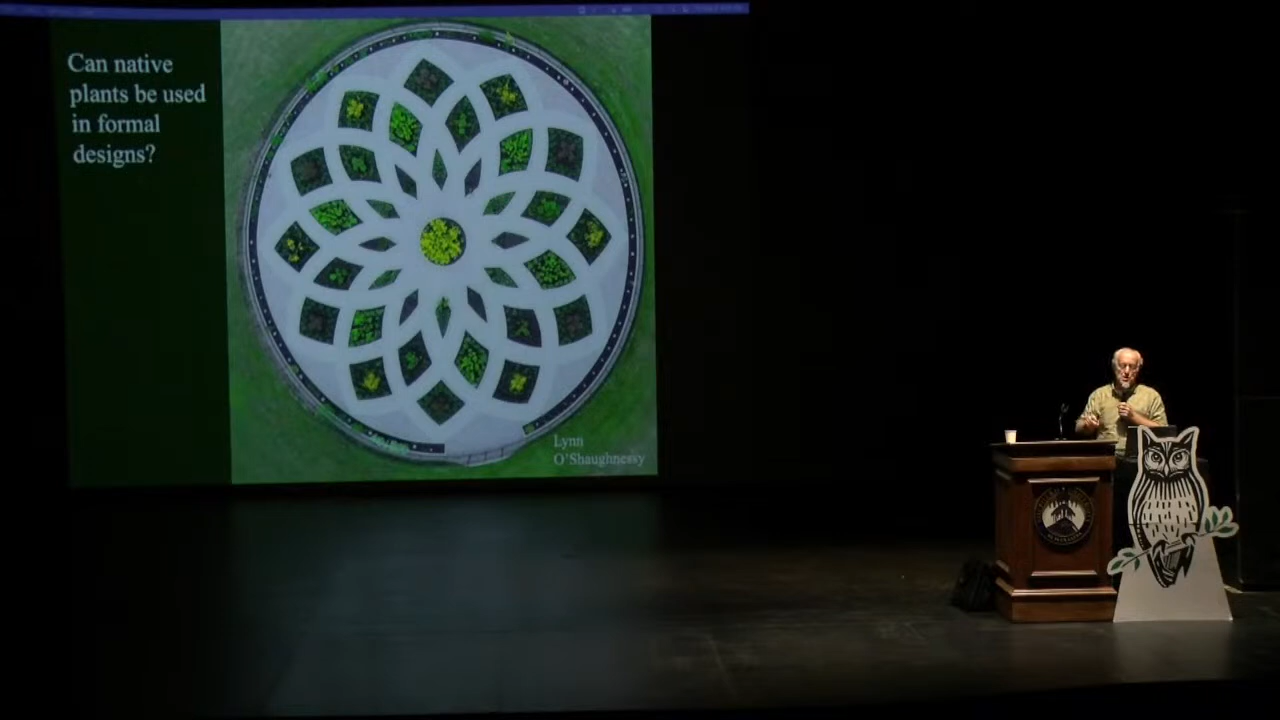 Can native
plants be used
in formal
designs?
Lynn
O'Shaughnessy